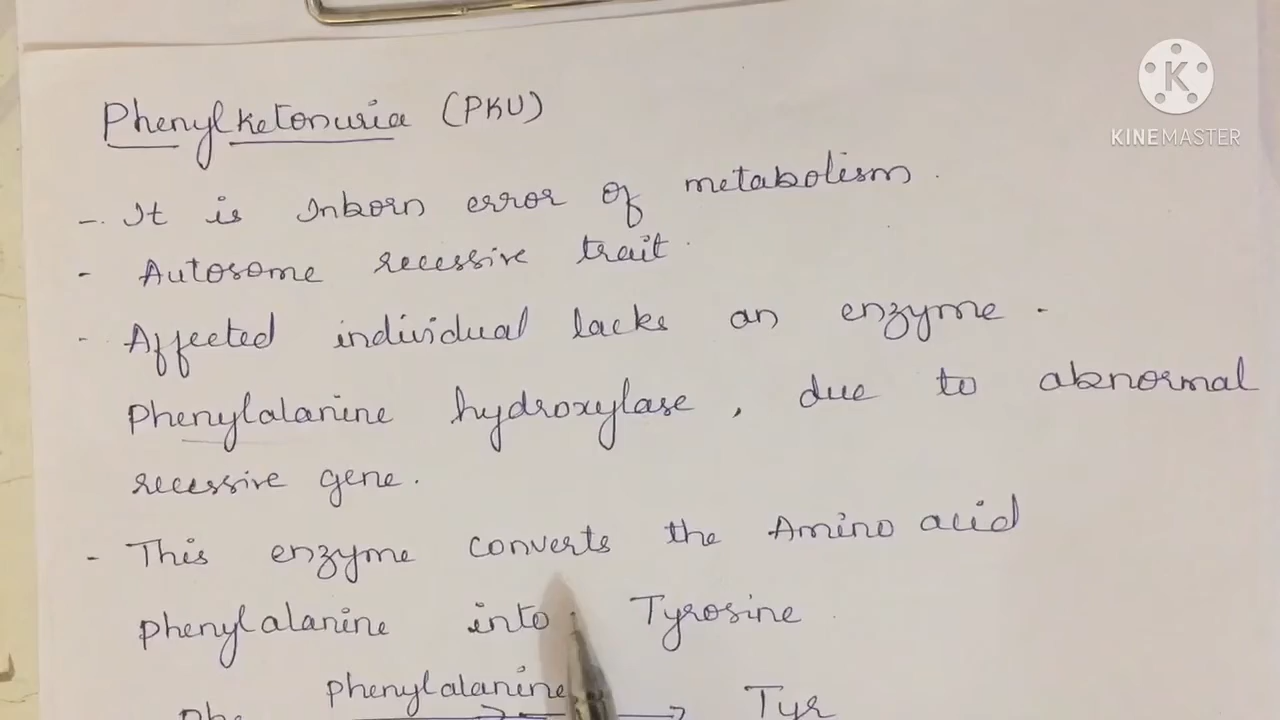 Phenylketonuria (PKU)
K
KINEMASTER
- It is Inborn error of metabolism.
- Autosome recessive trait.
- Affected individual lacks an enzyme.
Phenylalanine hydroxylase, due to abnormal
recessive gene.
- This enzyme converts the Amino acid
phenylalanine into Tyrosine
phenylalanine
Phe Tyr